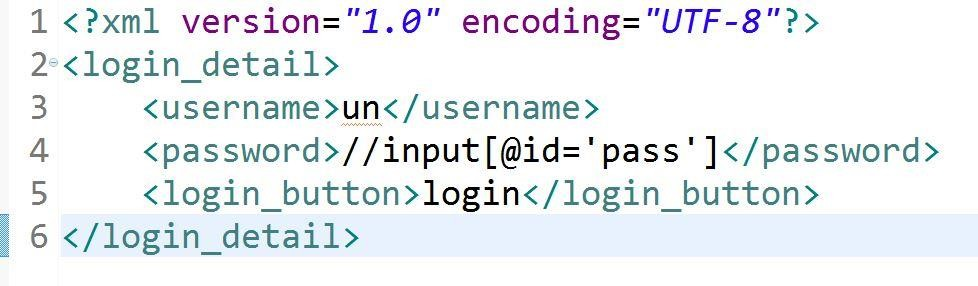 1 <?xml version="1.0" encoding="UTF-8"?>
2 <login_detail>
3     <username>un</username>
4     <password>//input[@id='pass']</password>
5     <login_button>login</login_button>
6 </login_detail>